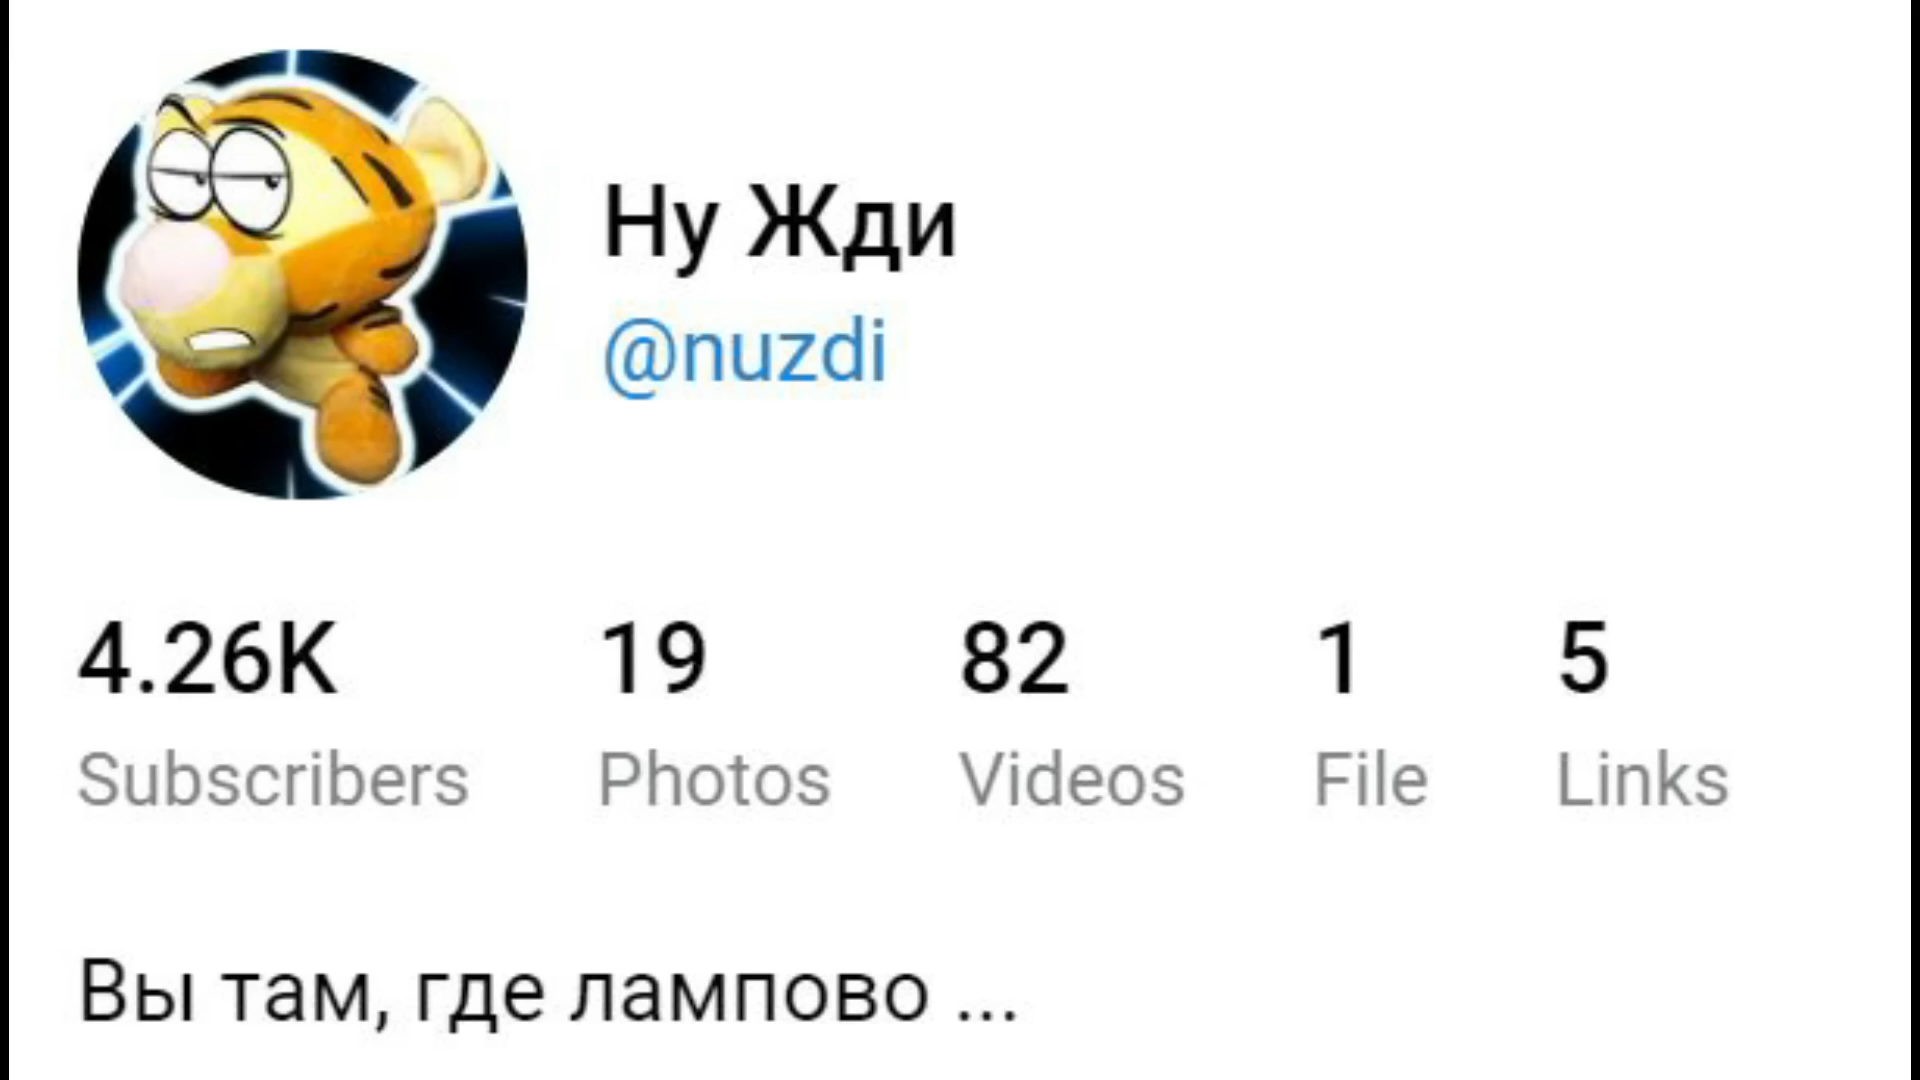 Ну Жди
@nuzdi
4.26K 19 82 1 5
Subscribers Photos Videos File Links
Вы там, где лампово ...